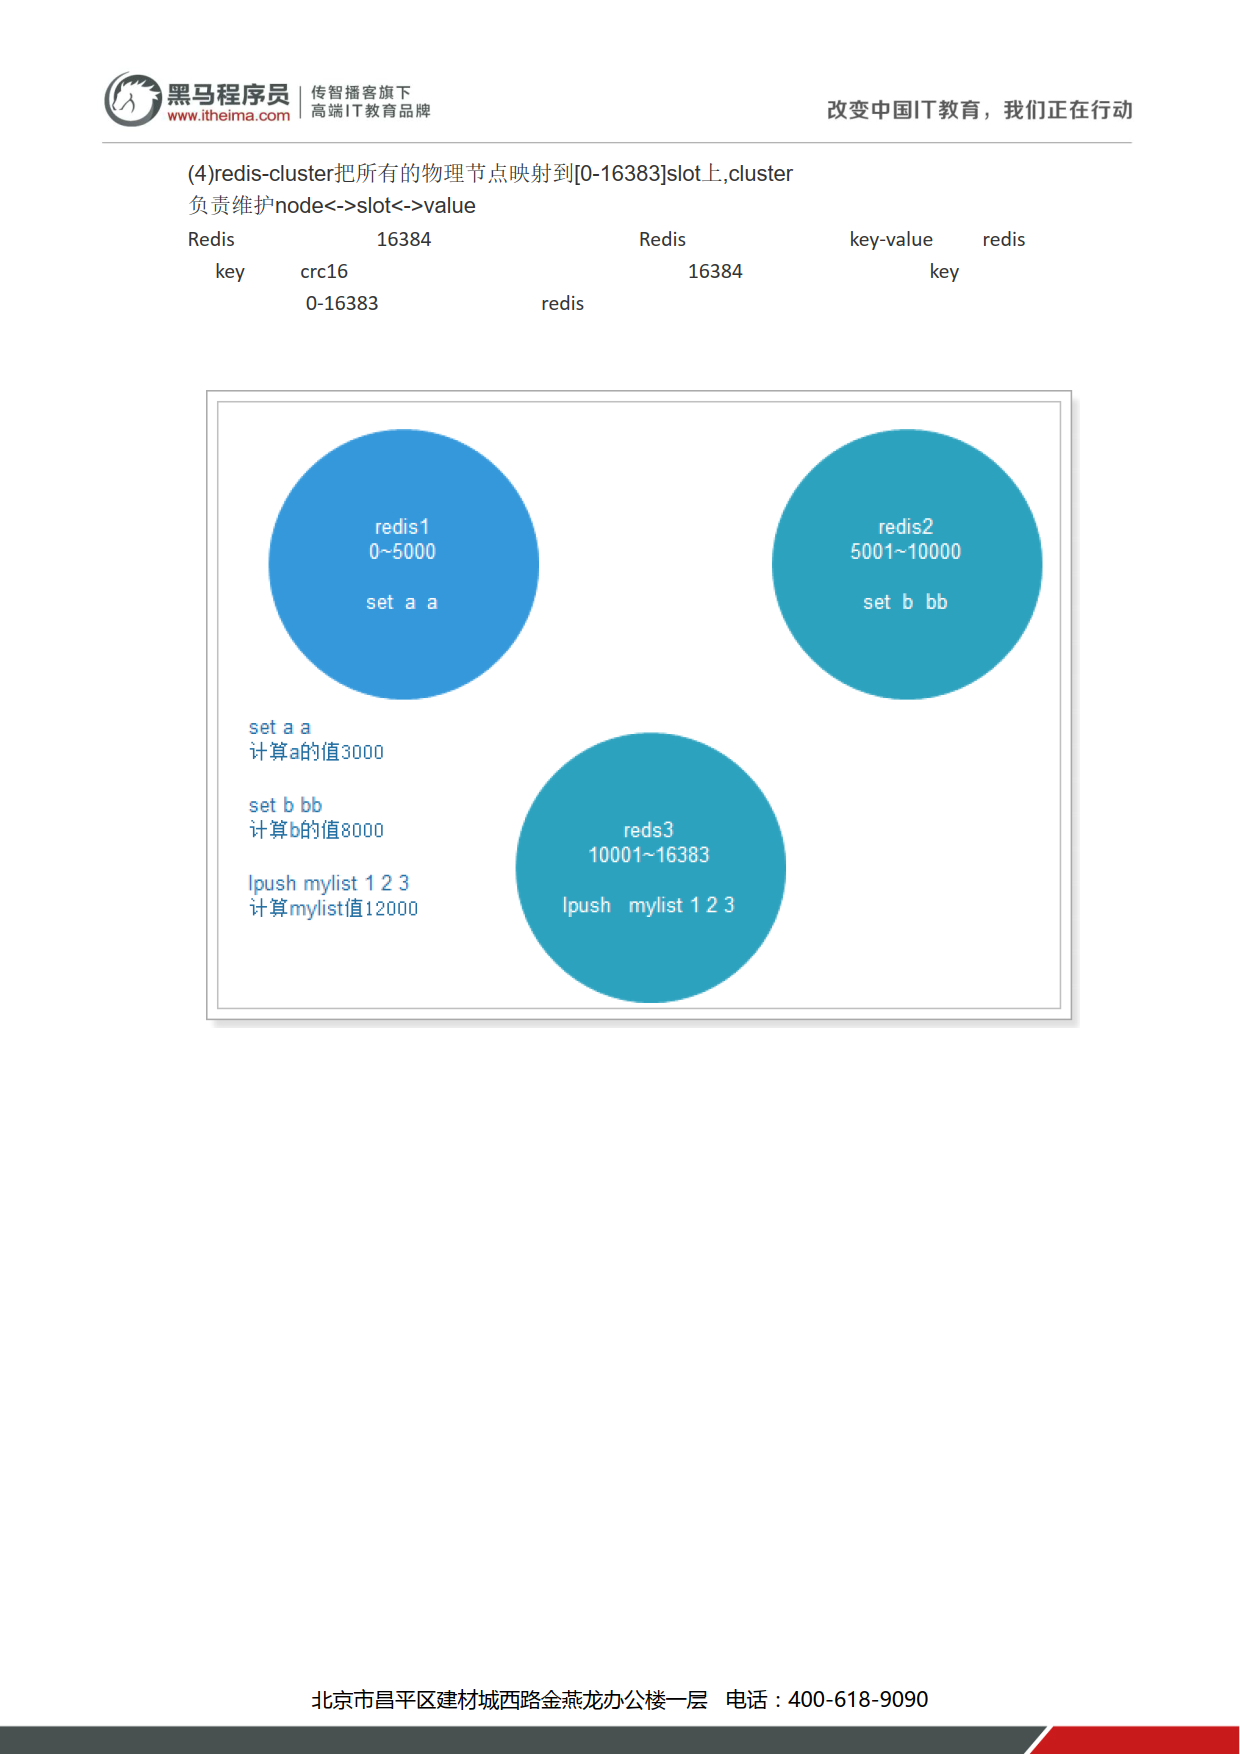 黑马程序员
www.itheima.com
传智播客旗下
高端IT教育品牌
改变中国IT教育，我们正在行动
(4)redis-cluster把所有的物理节点映射到[0-16383]slot上,cluster
负责维护node<->slot<->value
Redis 16384 Redis key-value redis
key crc16 16384 key
0-16383 redis
redis1
0~5000
set a a
redis2
5001~10000
set b bb
set a a
计算a的值3000
set b bb
计算b的值8000
lpush mylist 1 2 3
计算mylist值12000
reds3
10001~16383
lpush mylist 1 2 3
北京市昌平区建材城西路金燕龙办公楼一层 电话：400-618-9090